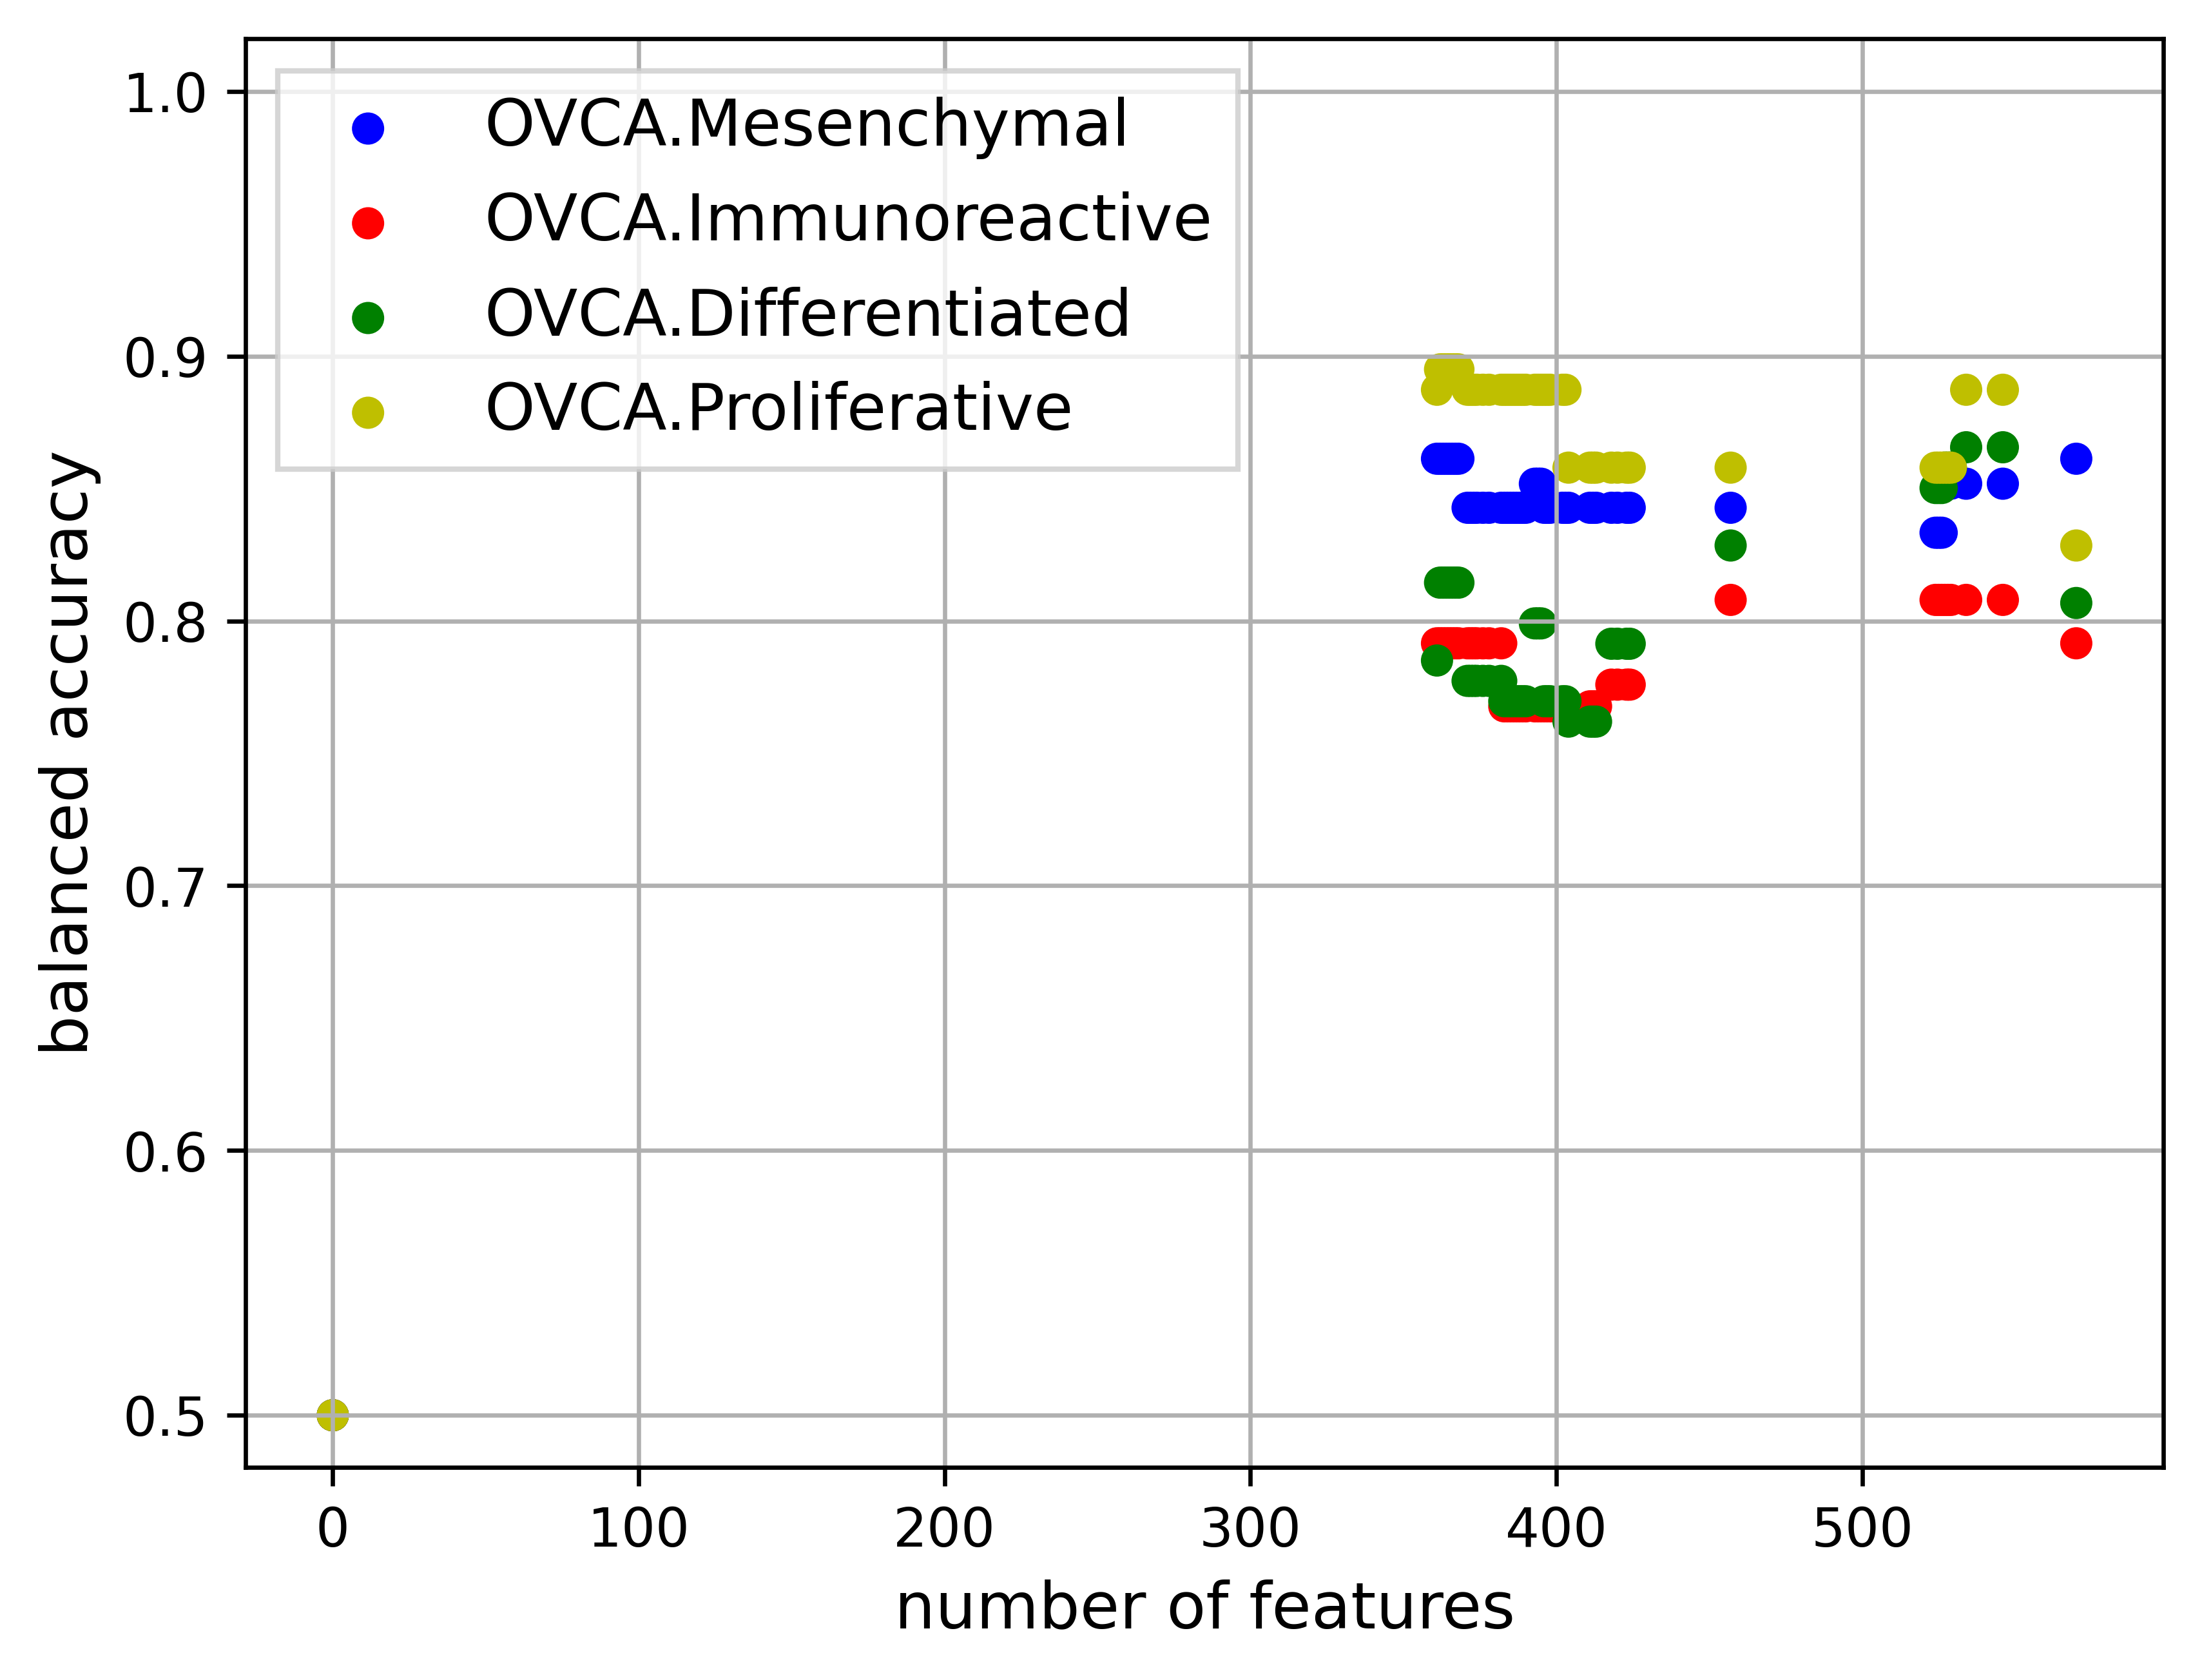 OVCA.Mesenchymal
OVCA.Immunoreactive
OVCA.Differentiated
OVCA.Proliferative
balanced accuracy
1.0
0.9
0.8
0.7
0.6
0.5
0 100 200 300 400 500
number of features